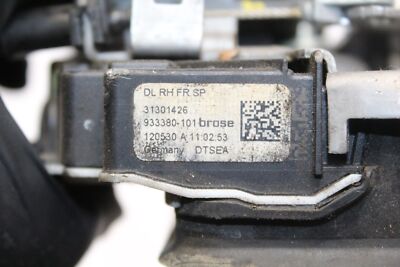 DL RH FR SP
31301426
933380-101 brose
120530 A 11:02:53
Germany DTSEA